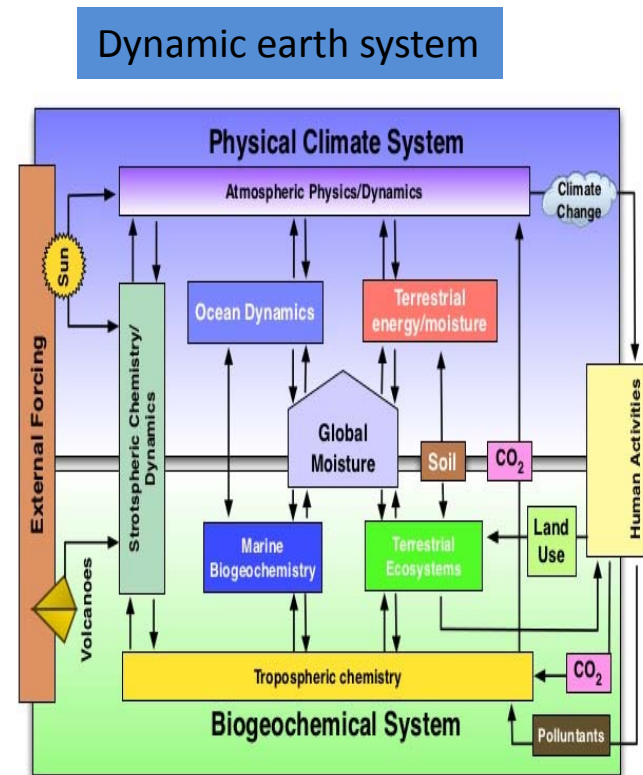 Dynamic earth system
Physical Climate System
Atmospheric Physics/Dynamics
Climate
Change
Sun
External Forcing
Strotspheric Chemistry/
Dynamics
Ocean Dynamics
Terrestrial
energy/moisture
Global
Moisture
Soil
CO₂
Human Activities
Land
Use
Marine
Biogeochemistry
Terrestrial
Ecosystems
Volcanoes
Tropospheric chemistry
CO₂
Biogeochemical System
Polluntants